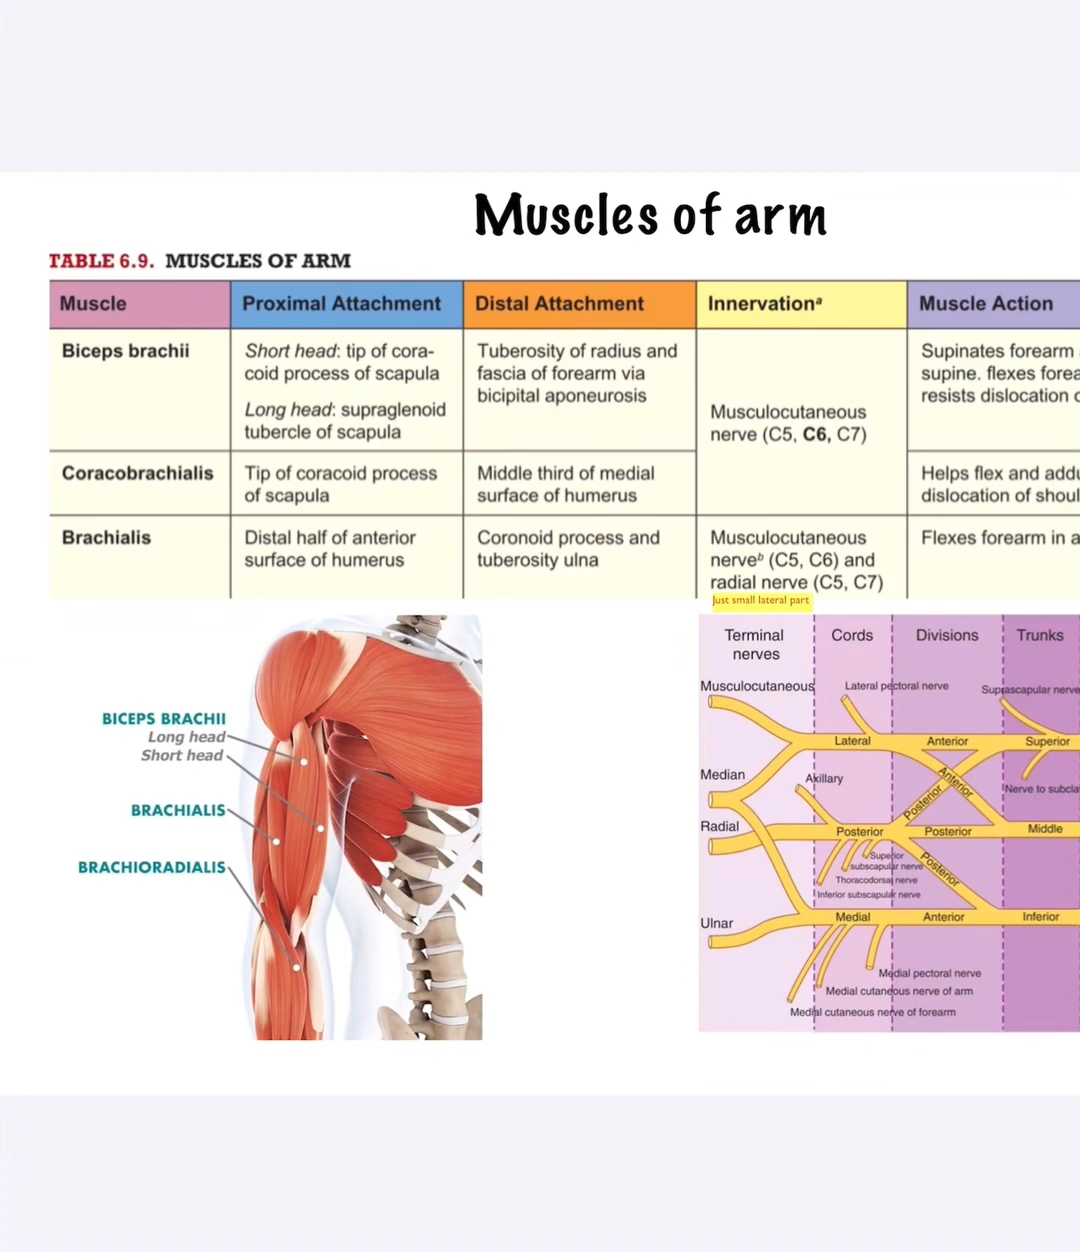 Muscles of arm
TABLE 6.9. MUSCLES OF ARM
Muscle
Proximal Attachment
Distal Attachment
Innervationᵃ
Muscle Action
Biceps brachii
Short head: tip of cora-
coid process of scapula
Long head: supraglenoid
tubercle of scapula
Tuberosity of radius and
fascia of forearm via
bicipital aponeurosis
Musculocutaneous
nerve (C5, C6, C7)
Supinates forearm
supine. flexes forea
resists dislocation
Coracobrachialis
Tip of coracoid process
of scapula
Middle third of medial
surface of humerus
Helps flex and addu
dislocation of shoul
Brachialis
Distal half of anterior
surface of humerus
Coronoid process and
tuberosity ulna
Musculocutaneous
nerveᵇ (C5, C6) and
radial nerve (C5, C7)
Just small lateral part
Flexes forearm in a
BICEPS BRACHII
Long head
Short head
BRACHIALIS
BRACHIORADIALIS
Terminal
nerves
Cords
Divisions
Trunks
Musculocutaneous
Lateral pectoral nerve
Suprascapular nerve
Lateral
Anterior
Superior
Median
Axillary
Anterior
Posterior
Nerve to subcla
Radial
Posterior
Posterior
Middle
Superior
subscapular nerve
Posterior
Thoracodorsal nerve
Inferior subscapular nerve
Ulnar
Medial
Anterior
Inferior
Medial pectoral nerve
Medial cutaneous nerve of arm
Medial cutaneous nerve of forearm